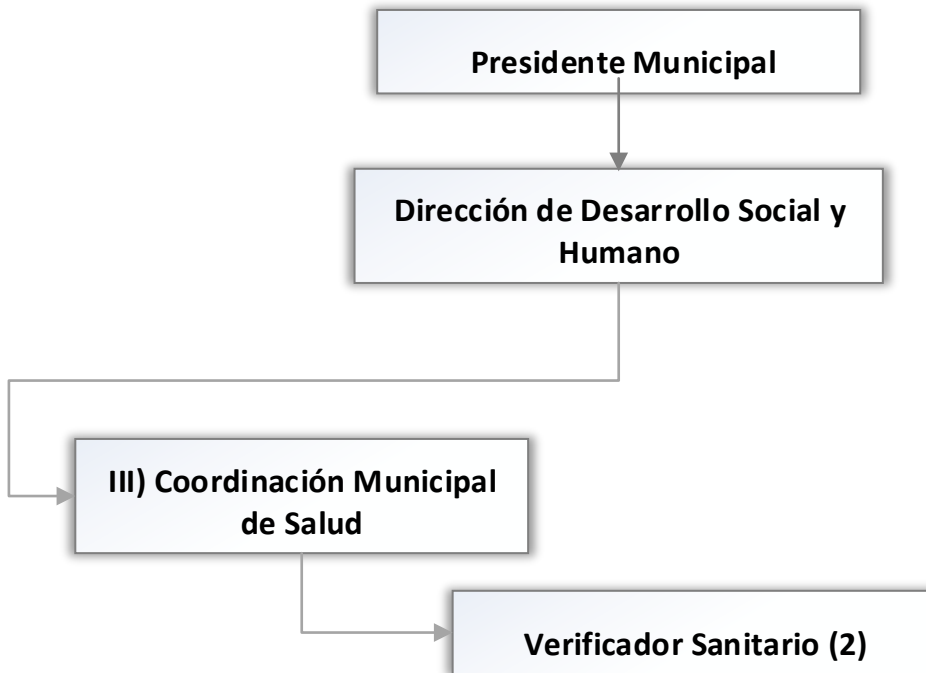 Presidente Municipal
Dirección de Desarrollo Social y
Humano
III) Coordinación Municipal
de Salud
Verificador Sanitario (2)